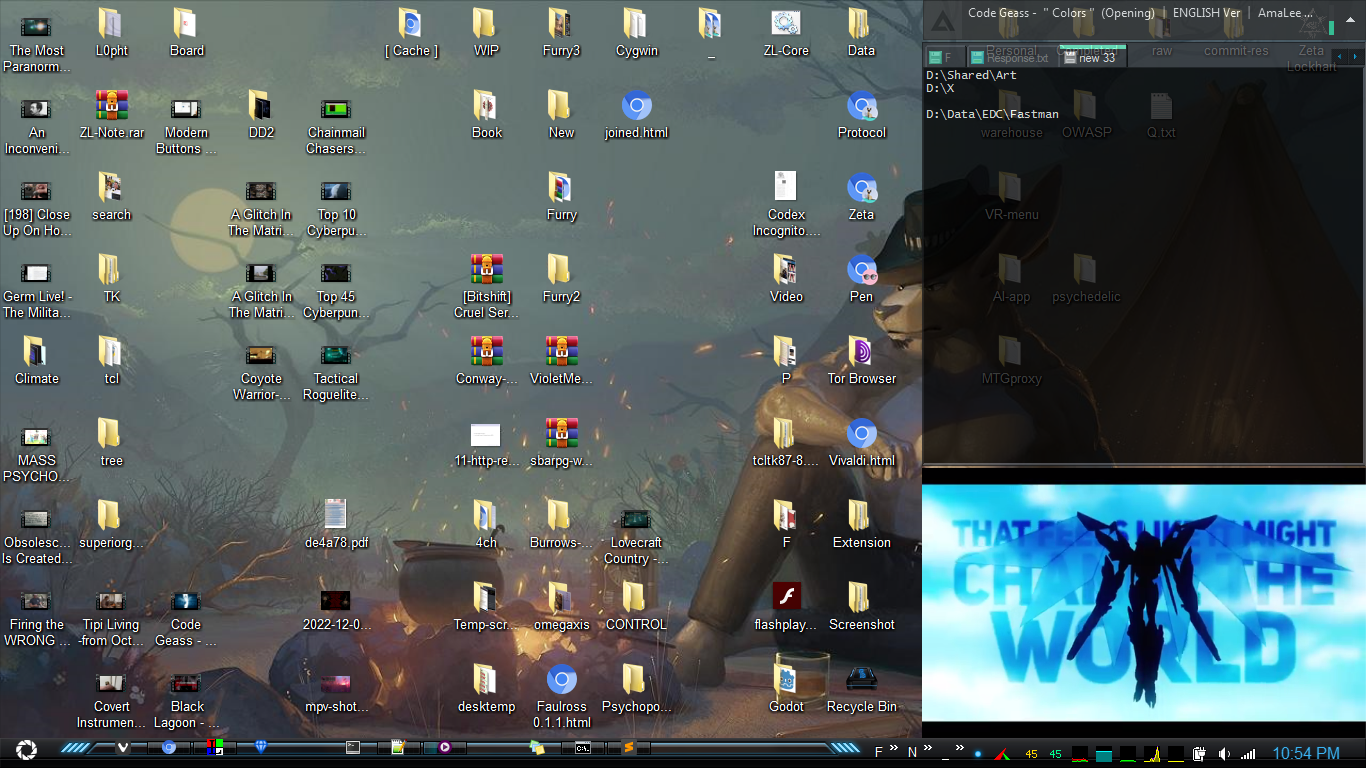 The Most
Paranorm...
L0pht
Board
[ Cache ]
WIP
Furry3
Cygwin
_
ZL-Core
Data
An
Inconveni...
ZL-Note.rar
Modern
Buttons ...
DD2
Chainmail
Chasers...
Book
New
joined.html
Protocol
[198] Close
Up On Ho...
search
A Glitch In
The Matri...
Top 10
Cyberpu...
Furry
Codex
Incognito....
Zeta
Germ Live! -
The Milita...
TK
A Glitch In
The Matri...
Top 45
Cyberpun...
[Bitshift]
Cruel Ser...
Furry2
Video
Pen
Climate
tcl
Coyote
Warrior-...
Tactical
Roguelite...
Conway-...
VioletMe...
P
Tor Browser
MASS
PSYCHO...
tree
11-http-re...
sbarpg-w...
tcltk87-8....
Vivaldi.html
Obsolesc...
Is Created...
superiorg...
de4a78.pdf
4ch
Burrows-...
Lovecraft
Country -...
F
Extension
Firing the
WRONG ...
Tipi Living
-from Oct...
Code
Geass - ...
2022-12-0...
Temp-scr...
omegaxis
CONTROL
flashplay...
Screenshot
Covert
Instrumen...
Black
Lagoon - ...
mpv-shot...
desktemp
Faulross
0.1.1.html
Psychopo...
Godot
Recycle Bin
Code Geass - " Colors " (Opening) | ENGLISH Ver | AmaLee ...
Personal
raw
commit-res
Zeta
Lockhart
F
Response.txt
new 33
D:\Shared\Art
D:\X
D:\Data\EDC\Fastman
warehouse
OWASP
Q.txt
VR-menu
AI-app
psychedelic
MTGproxy
THAT FEELS LIKE IT MIGHT
CHANGE THE
WORLD
F » N » _ »
45
45
10:54 PM